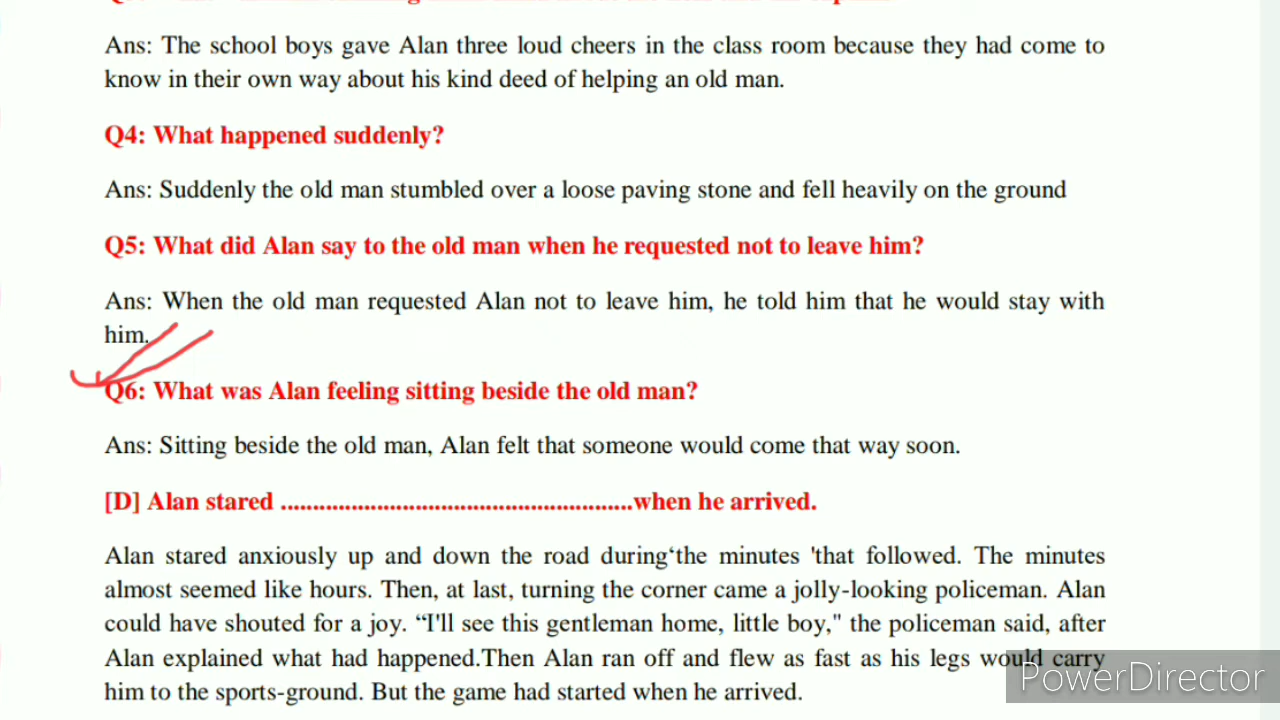 Ans: The school boys gave Alan three loud cheers in the class room because they had come to
know in their own way about his kind deed of helping an old man.
Q4: What happened suddenly?
Ans: Suddenly the old man stumbled over a loose paving stone and fell heavily on the ground
Q5: What did Alan say to the old man when he requested not to leave him?
Ans: When the old man requested Alan not to leave him, he told him that he would stay with
him.
Q6: What was Alan feeling sitting beside the old man?
Ans: Sitting beside the old man, Alan felt that someone would come that way soon.
[D] Alan stared ......................................................when he arrived.
Alan stared anxiously up and down the road during‘the minutes 'that followed. The minutes
almost seemed like hours. Then, at last, turning the corner came a jolly-looking policeman. Alan
could have shouted for a joy. “I'll see this gentleman home, little boy," the policeman said, after
Alan explained what had happened.Then Alan ran off and flew as fast as his legs would carry
him to the sports-ground. But the game had started when he arrived.
PowerDirector